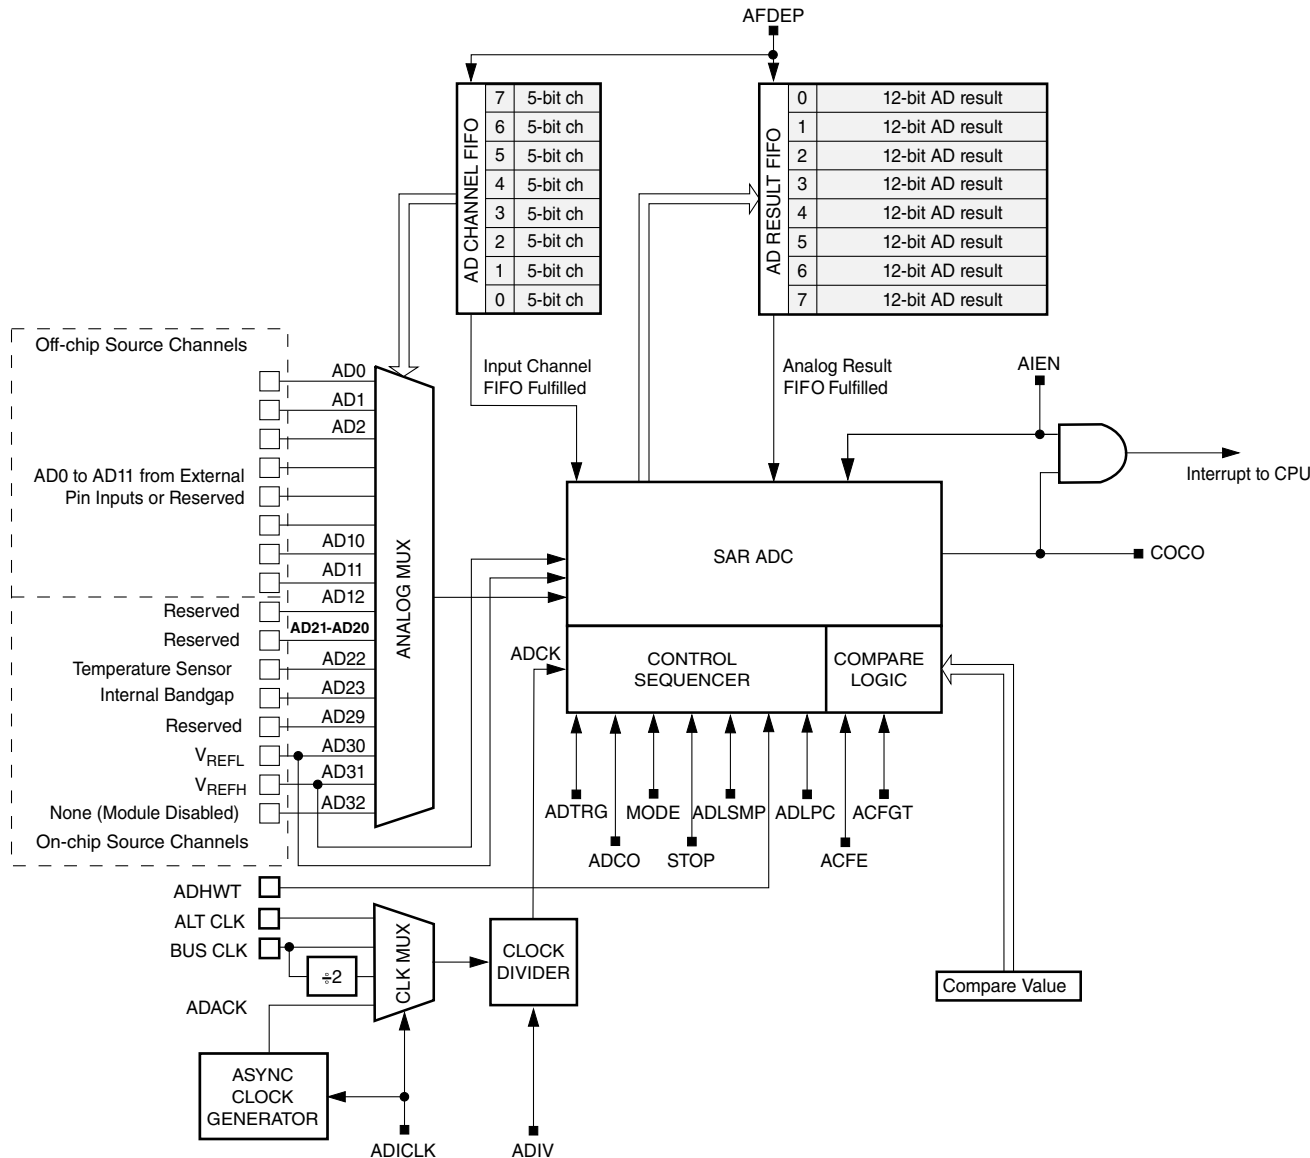 AFDEP
AD CHANNEL FIFO
7 5-bit ch
6 5-bit ch
5 5-bit ch
4 5-bit ch
3 5-bit ch
2 5-bit ch
1 5-bit ch
0 5-bit ch
AD RESULT FIFO
0 12-bit AD result
1 12-bit AD result
2 12-bit AD result
3 12-bit AD result
4 12-bit AD result
5 12-bit AD result
6 12-bit AD result
7 12-bit AD result
Off-chip Source Channels
AD0
AD1
AD2
AD0 to AD11 from External
Pin Inputs or Reserved
AD10
AD11
AD12
Reserved
AD21-AD20
Reserved
AD22
Temperature Sensor
AD23
Internal Bandgap
AD29
Reserved
AD30
VREFL
AD31
VREFH
AD32
None (Module Disabled)
On-chip Source Channels
ANALOG MUX
Input Channel
FIFO Fulfilled
Analog Result
FIFO Fulfilled
AIEN
Interrupt to CPU
SAR ADC
COCO
ADCK
CONTROL
SEQUENCER
COMPARE
LOGIC
ADTRG
MODE
ADLSMP
ADLPC
ACFGT
ADCO
STOP
ACFE
ADHWT
ALT CLK
BUS CLK
÷2
CLK MUX
CLOCK
DIVIDER
Compare Value
ADACK
ASYNC
CLOCK
GENERATOR
ADICLK
ADIV